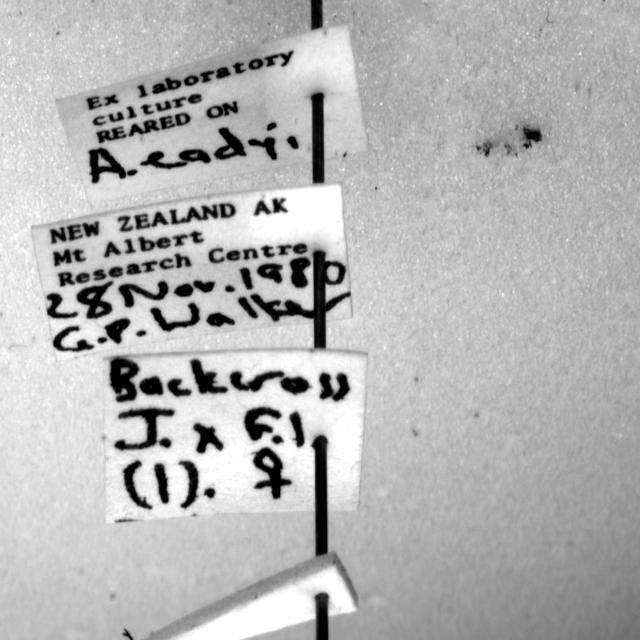 Ex laboratory
culture
REARED ON
A.eadyi.
NEW ZEALAND AK
Mt Albert
Research Centre
28 Nov. 1980
G.P. Walker
Backcross
J. x F.1
(1). ♀